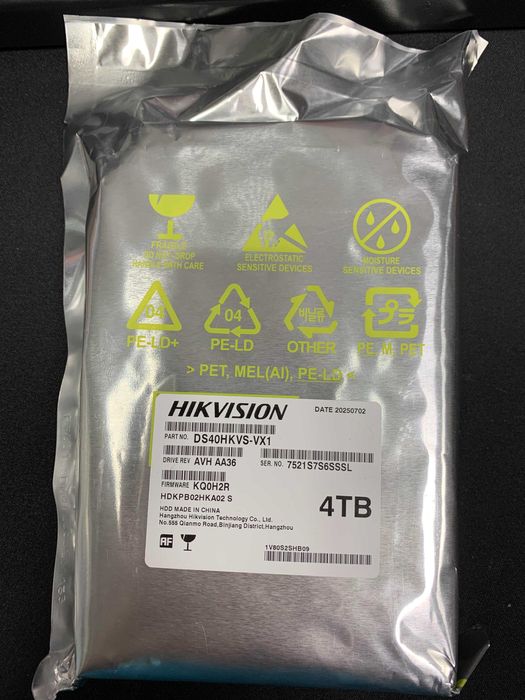 FRAGILE
DO NOT DROP
HANDLE WITH CARE
ELECTROSTATIC
SENSITIVE DEVICES
MOISTURE
SENSITIVE DEVICES
04
PE-LD+
04
PE-LD
비닐류
OTHER
プラ
PE, M, PET
> PET, MEL(Al), PE-LD <
HIKVISION
DATE 20250702
PART NO. DS40HKVS-VX1
DRIVE REV AVH AA36
SER. NO. 7521S7S6SSSL
FIRMWARE KQ0H2R
HDKPB02HKA02 S
4TB
HDD MADE IN CHINA
Hangzhou Hikvision Technology Co., Ltd.
No.555 Qianmo Road,Binjiang District,Hangzhou
AF
1V80S2SHB09